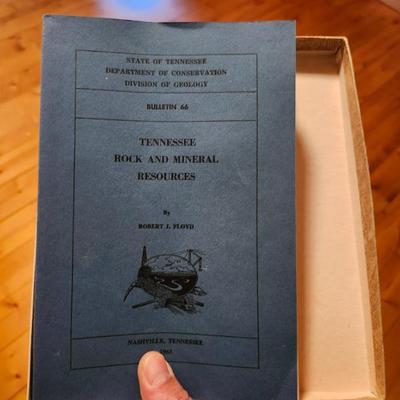 STATE OF TENNESSEE
DEPARTMENT OF CONSERVATION
DIVISION OF GEOLOGY
BULLETIN 66
TENNESSEE
ROCK AND MINERAL
RESOURCES
By
ROBERT J. FLOYD
NASHVILLE, TENNESSEE